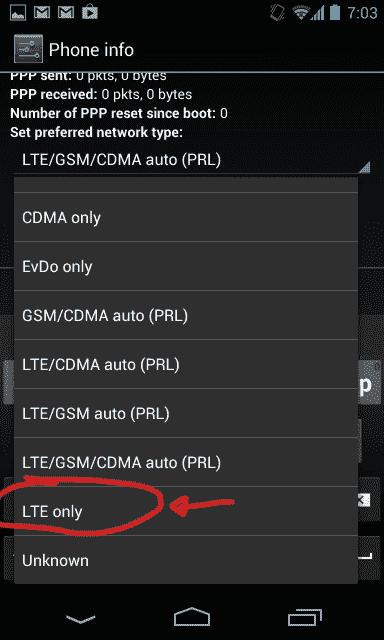 7:03
Phone info
PPP sent: 0 pkts, 0 bytes
PPP received: 0 pkts, 0 bytes
Number of PPP reset since boot: 0
Set preferred network type:
LTE/GSM/CDMA auto (PRL)
CDMA only
EvDo only
GSM/CDMA auto (PRL)
LTE/CDMA auto (PRL)
p
LTE/GSM auto (PRL)
LTE/GSM/CDMA auto (PRL)
LTE only
Unknown